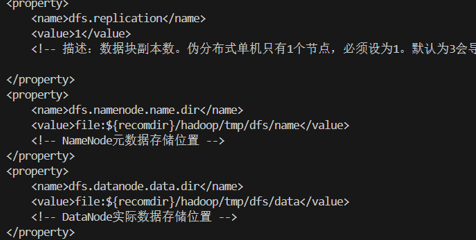 <property>
<name>dfs.replication</name>
<value>1</value>
<!-- 描述：数据块副本数。伪分布式单机只有1个节点，必须设为1。默认为3会导
</property>
<property>
<name>dfs.namenode.name.dir</name>
<value>file:${recomdir}/hadoop/tmp/dfs/name</value>
<!-- NameNode元数据存储位置 -->
</property>
<property>
<name>dfs.datanode.data.dir</name>
<value>file:${recomdir}/hadoop/tmp/dfs/data</value>
<!-- DataNode实际数据存储位置 -->
</property>